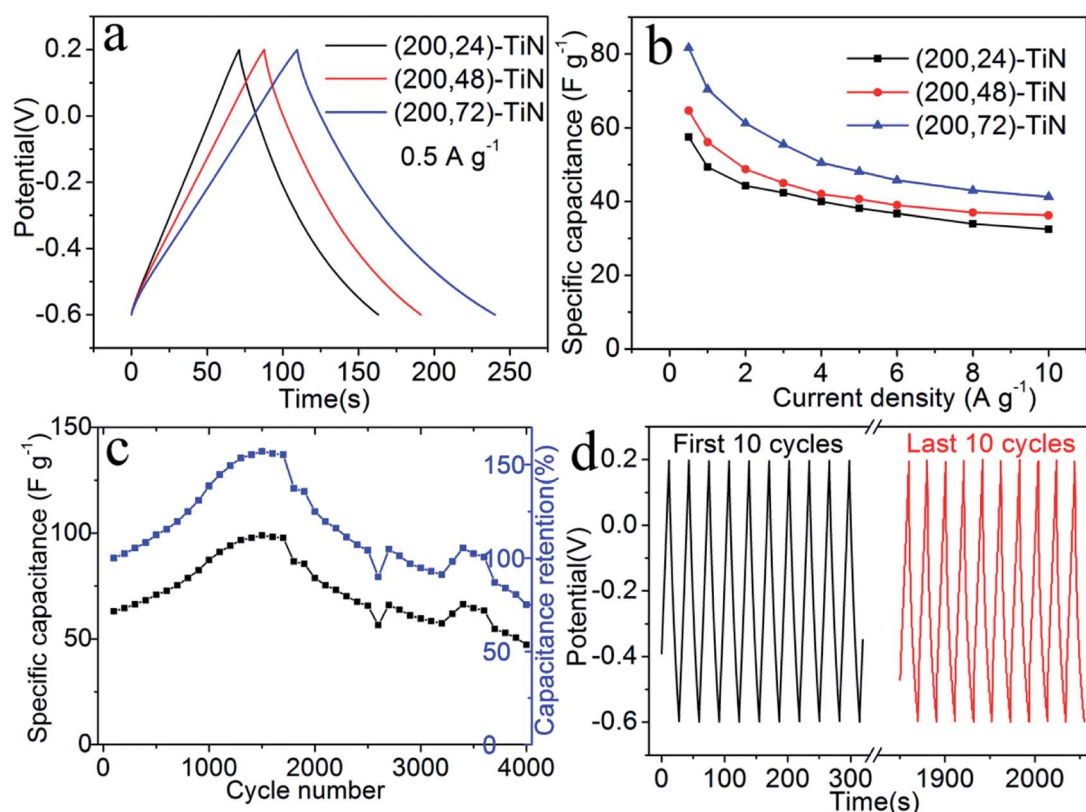 a
(200,24)-TiN
(200,48)-TiN
(200,72)-TiN
0.5 A g⁻¹
0.2
0.0
-0.2
-0.4
-0.6
Potential(V)
0 50 100 150 200 250
Time(s)
b
(200,24)-TiN
(200,48)-TiN
(200,72)-TiN
80
60
40
20
0
Specific capacitance (F g⁻¹)
0 2 4 6 8 10
Current density (A g⁻¹)
c
150
100
50
0
Specific capacitance (F g⁻¹)
150
100
50
0
Capacitance retention(%)
0 1000 2000 3000 4000
Cycle number
d
First 10 cycles
Last 10 cycles
0.2
0.0
-0.2
-0.4
-0.6
Potential(V)
0 100 200 300 1900 2000
Time(s)